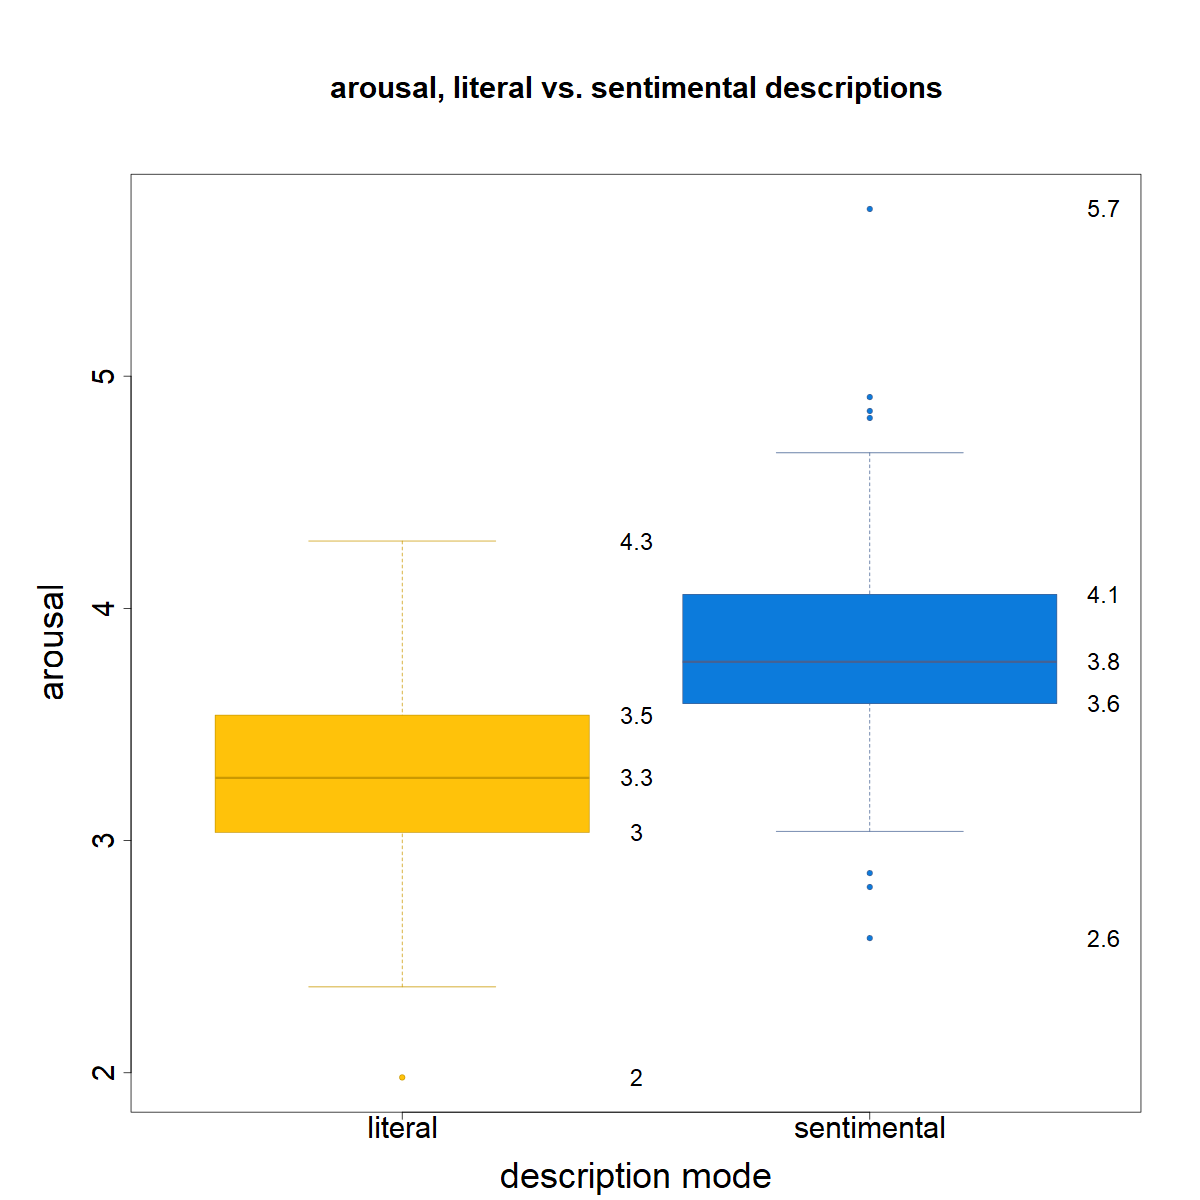 arousal, literal vs. sentimental descriptions
5.7
5
4.3
4.1
4
3.8
3.6
3.5
3.3
3
3
2.6
2
2
arousal
literal
sentimental
description mode